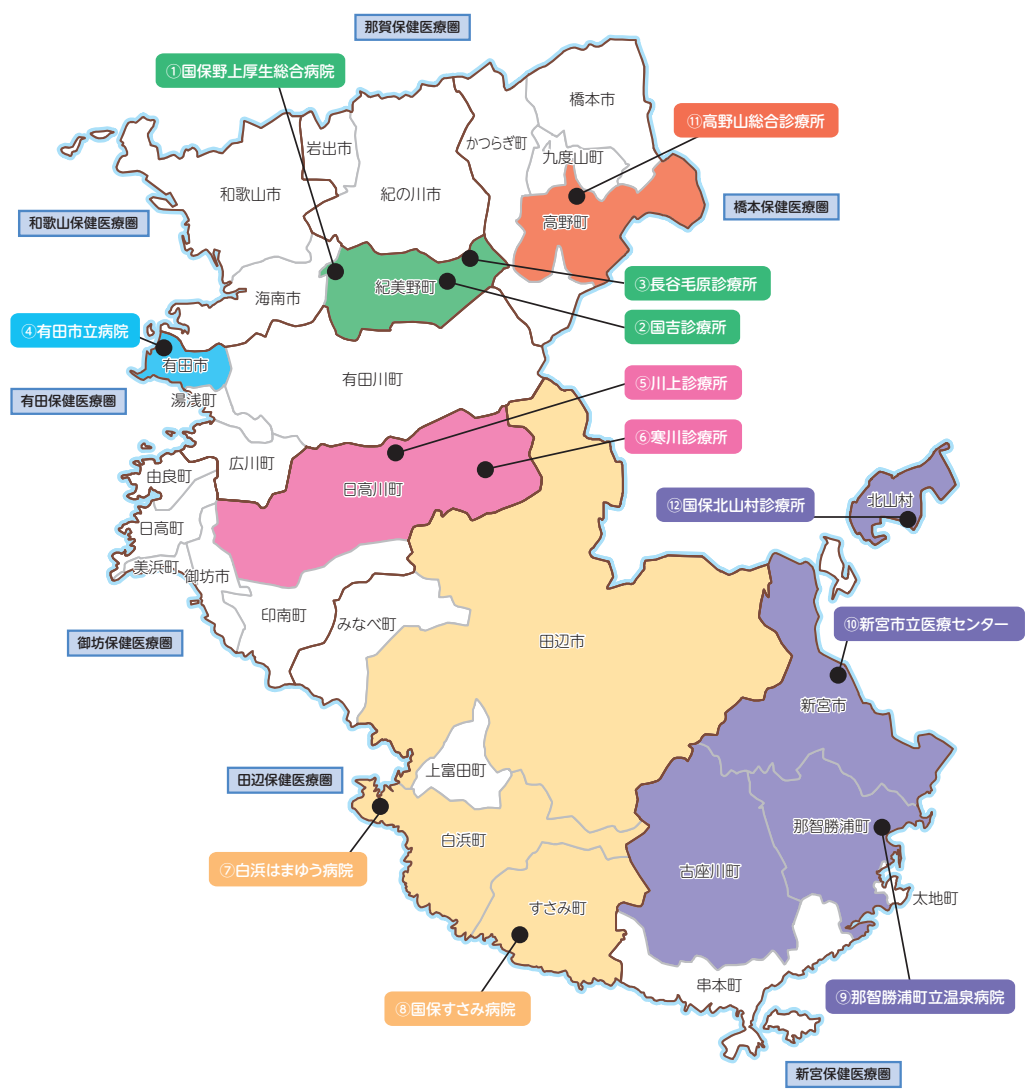 那賀保健医療圏
①国保野上厚生総合病院
橋本市
⑪高野山総合診療所
岩出市
かつらぎ町
九度山町
和歌山市
紀の川市
和歌山保健医療圏
高野町
橋本保健医療圏
海南市
紀美野町
③長谷毛原診療所
②国吉診療所
④有田市立病院
有田市
有田川町
⑤川上診療所
有田保健医療圏
湯浅町
⑥寒川診療所
広川町
由良町
日高川町
⑫国保北山村診療所
北山村
日高町
美浜町
御坊市
印南町
みなべ町
田辺市
⑩新宮市立医療センター
御坊保健医療圏
新宮市
上富田町
田辺保健医療圏
白浜町
那智勝浦町
⑦白浜はまゆう病院
古座川町
すさみ町
太地町
串本町
⑧国保すさみ病院
⑨那智勝浦町立温泉病院
新宮保健医療圏